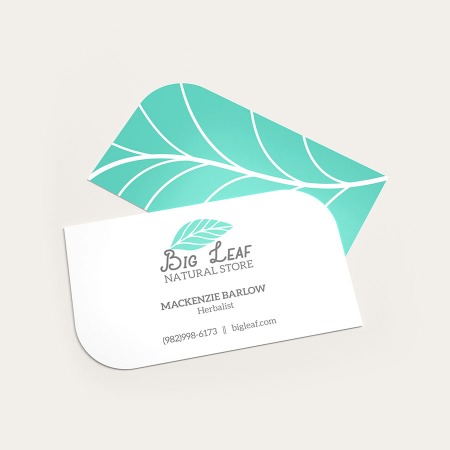 Big Leaf
NATURAL STORE
MACKENZIE BARLOW
Herbalist
(982)998-6173 || bigleaf.com